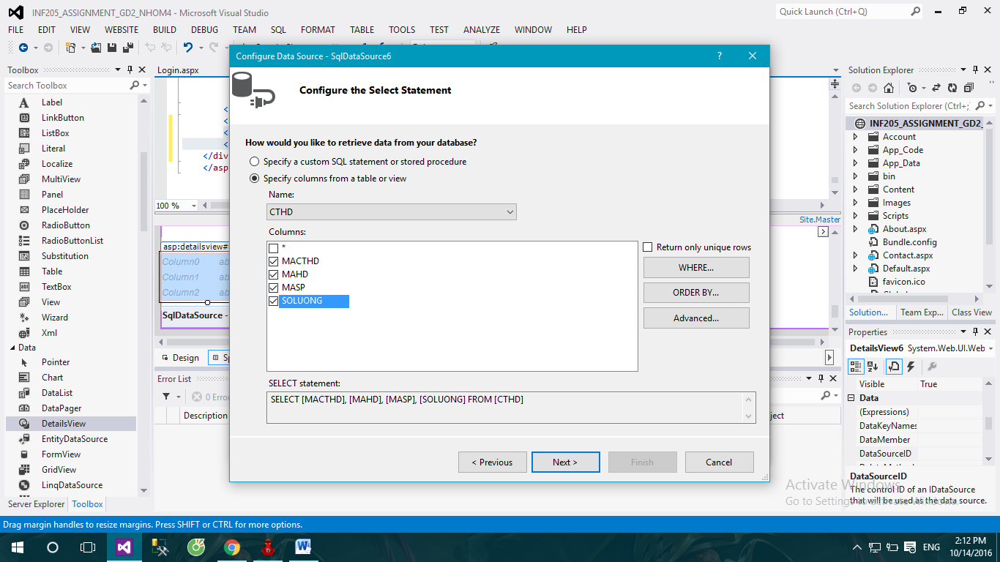 INF205_ASSIGNMENT_GD2_NHOM4 - Microsoft Visual Studio
Quick Launch (Ctrl+Q)
FILE EDIT VIEW WEBSITE BUILD DEBUG TEAM SQL FORMAT TABLE TOOLS TEST ANALYZE WINDOW HELP
Toolbox
Search Toolbox
Label
LinkButton
ListBox
Literal
Localize
MultiView
Panel
PlaceHolder
RadioButton
RadioButtonList
Substitution
Table
TextBox
View
Wizard
Xml
Data
Pointer
Chart
DataList
DataPager
DetailsView
EntityDataSource
FormView
GridView
LinqDataSource
Server Explorer Toolbox
Login.aspx
<
<
<
<
</div
</asp
100 %
Site.Master
asp:detailsview#
Column0 ab
Column1 ab
Column2 ab
SqlDataSource -
Design
Sp
Error List
0 Erro
Description
ject
Configure Data Source - SqlDataSource6
?
Configure the Select Statement
How would you like to retrieve data from your database?
Specify a custom SQL statement or stored procedure
Specify columns from a table or view
Name:
CTHD
Columns:
*
MACTHD
MAHD
MASP
SOLUONG
Return only unique rows
WHERE...
ORDER BY...
Advanced...
SELECT statement:
SELECT [MACTHD], [MAHD], [MASP], [SOLUONG] FROM [CTHD]
< Previous Next > Finish Cancel
Solution Explorer
Search Solution Explorer (Ctrl+;
INF205_ASSIGNMENT_GD2_
Account
App_Code
App_Data
bin
Content
Images
Scripts
About.aspx
Bundle.config
Contact.aspx
Default.aspx
favicon.ico
Solution... Team Exp... Class View
Properties
DetailsView6 System.Web.UI.Web
Visible True
Data
(Expressions)
DataKeyNames
DataMember
DataSourceID
DataSourceID
The control ID of an IDataSource
that will be used as the data source.
Activate Windows
Go to Settings to activate Windows.
Drag margin handles to resize margins. Press SHIFT or CTRL for more options.
ENG
2:12 PM
10/14/2016